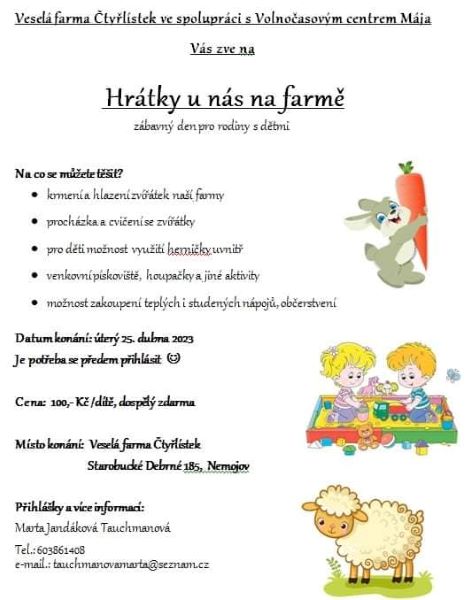 Veselá farma Čtyřlístek ve spolupráci s Volnočasovým centrem Mája
Vás zve na
Hrátky u nás na farmě
zábavný den pro rodiny s dětmi
Na co se můžete těšit?
• krmení a hlazení zvířátek naší farmy
• procházka a cvičení se zvířátky
• pro děti možnost využití herničky uvnitř
• venkovní pískoviště, houpačky a jiné aktivity
• možnost zakoupení teplých i studených nápojů, občerstvení
Datum konání: úterý 25. dubna 2023
Je potřeba se předem přihlásit ☺
Cena: 100,- Kč /dítě, dospělý zdarma
Místo konání: Veselá farma Čtyřlístek
Starobucké Debrné 185, Nemojov
Přihlášky a více informací:
Marta Jandáková Tauchmanová
Tel.: 603861408
e-mail.: tauchmanovamarta@seznam.cz